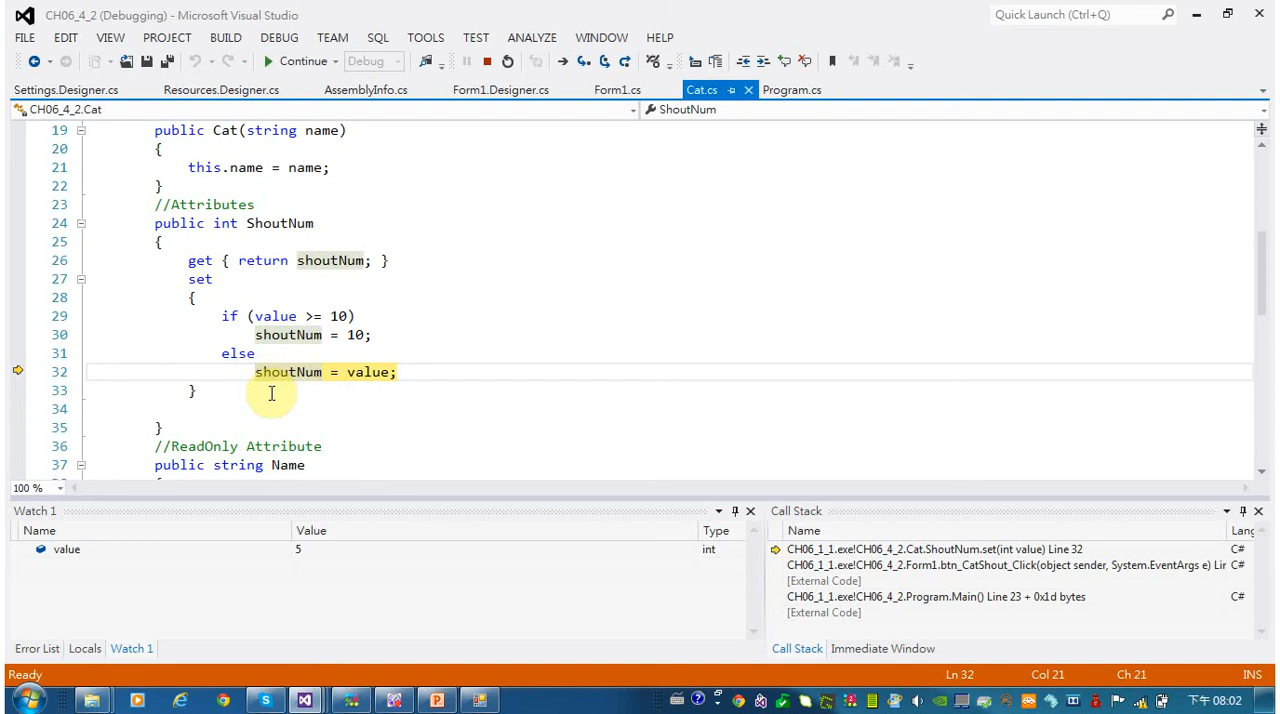 CH06_4_2 (Debugging) - Microsoft Visual Studio
Quick Launch (Ctrl+Q)
FILE EDIT VIEW PROJECT BUILD DEBUG TEAM SQL TOOLS TEST ANALYZE WINDOW HELP
Continue Debug
Settings.Designer.cs Resources.Designer.cs AssemblyInfo.cs Form1.Designer.cs Form1.cs Cat.cs Program.cs
CH06_4_2.Cat ShoutNum
19 public Cat(string name)
20 {
21 this.name = name;
22 }
23 //Attributes
24 public int ShoutNum
25 {
26 get { return shoutNum; }
27 set
28 {
29 if (value >= 10)
30 shoutNum = 10;
31 else
32 shoutNum = value;
33 }
34
35 }
36 //ReadOnly Attribute
37 public string Name
100 %
Watch 1
Name Value Type
value 5 int
Call Stack
Name Lang
CH06_1_1.exe!CH06_4_2.Cat.ShoutNum.set(int value) Line 32 C#
CH06_1_1.exe!CH06_4_2.Form1.btn_CatShout_Click(object sender, System.EventArgs e) Lin C#
[External Code]
CH06_1_1.exe!CH06_4_2.Program.Main() Line 23 + 0x1d bytes C#
[External Code]
Error List Locals Watch 1
Call Stack Immediate Window
Ready Ln 32 Col 21 Ch 21 INS
下午 08:02